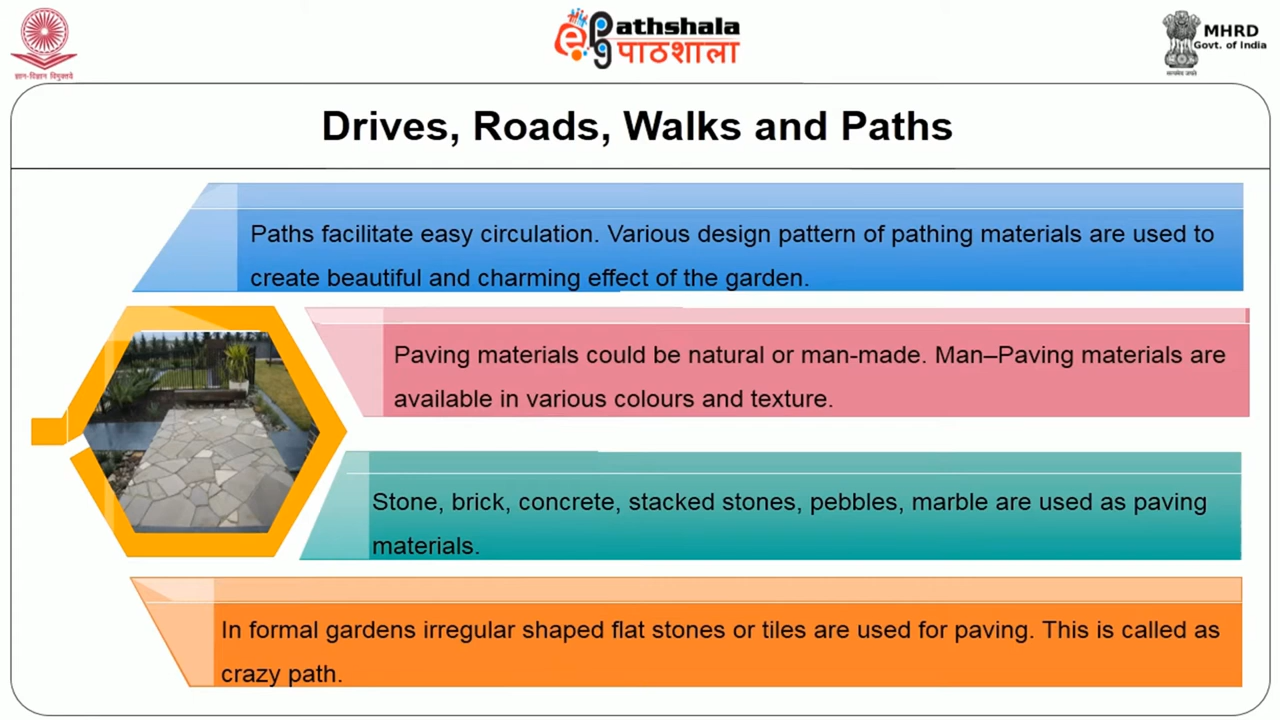 Pathshala
पाठशाला
MHRD
Govt. of India
सत्यमेव जयते
ज्ञान-विज्ञान विमुक्तये
Drives, Roads, Walks and Paths
Paths facilitate easy circulation. Various design pattern of pathing materials are used to
create beautiful and charming effect of the garden.
Paving materials could be natural or man-made. Man–Paving materials are
available in various colours and texture.
Stone, brick, concrete, stacked stones, pebbles, marble are used as paving
materials.
In formal gardens irregular shaped flat stones or tiles are used for paving. This is called as
crazy path.